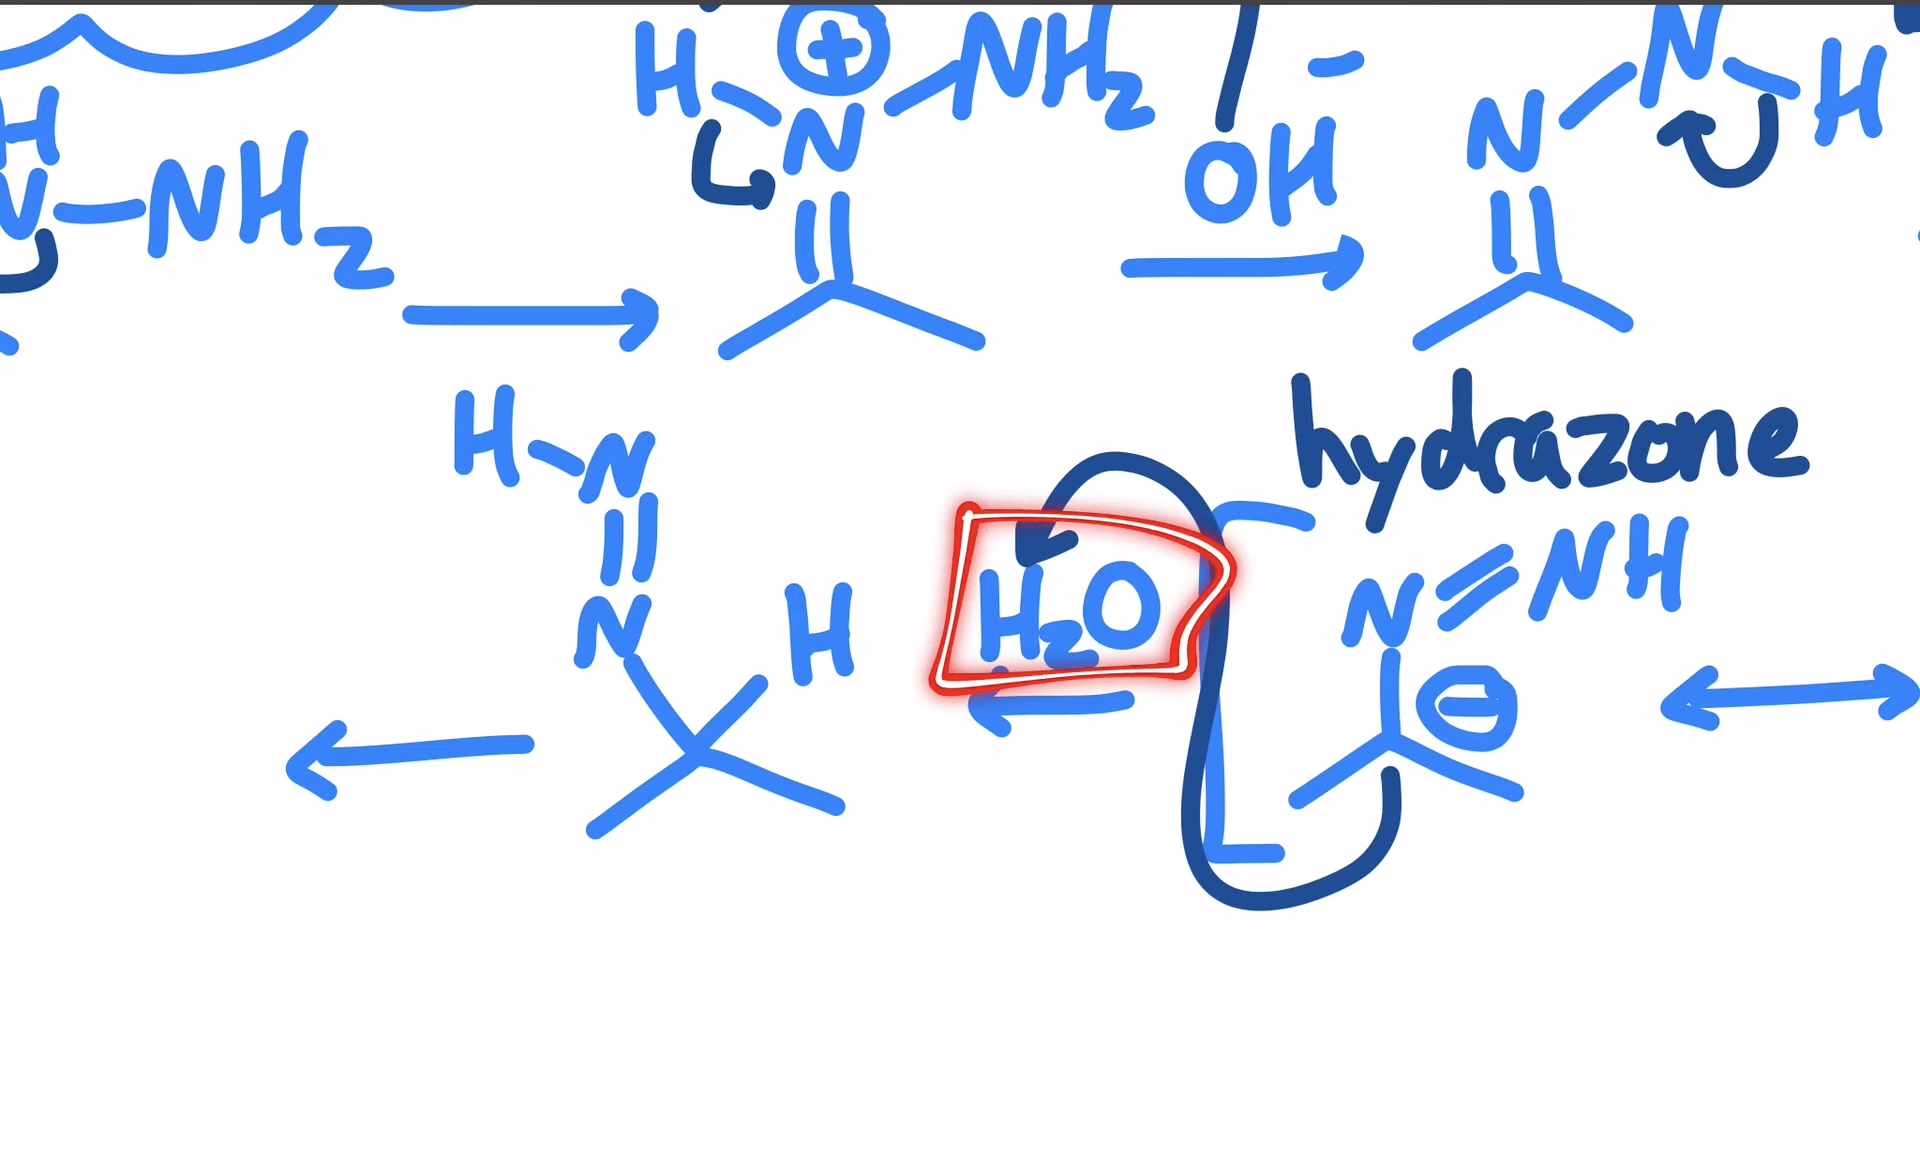 H ⊕ N NH2
H N NH2
OH -
N N H
hydrazone
H N N H
H2O
N NH ⊖